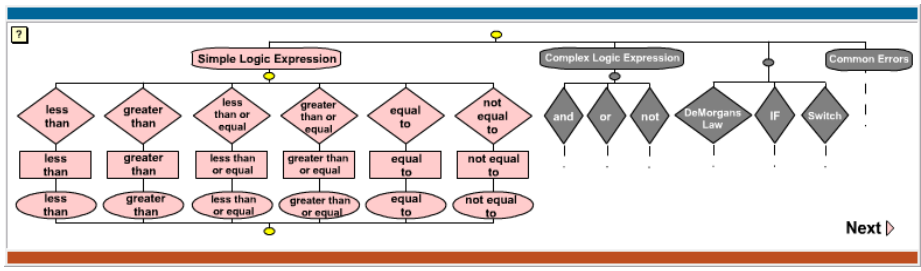 ?
Simple Logic Expression
Complex Logic Expression
Common Errors
less
than
greater
than
less
than or
equal
greater
than or
equal
equal
to
not
equal
to
and
or
not
DeMorgans
Law
IF
Switch
less
than
greater
than
less than
or equal
greater than
or equal
equal
to
not equal
to
less
than
greater
than
less than
or equal
greater than
or equal
equal
to
not equal
to
Next